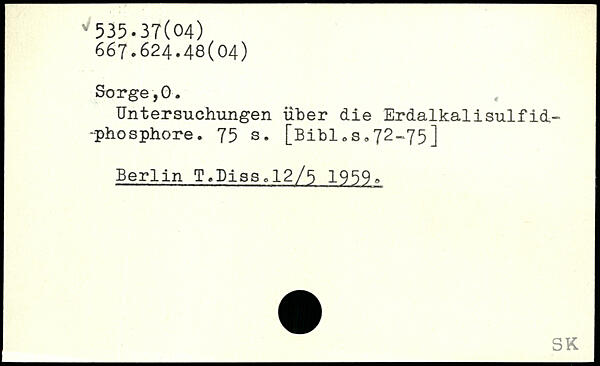 535.37(04)
667.624.48(04)
Sorge,O.
Untersuchungen über die Erdalkalisulfid-
-phosphore. 75 s. [Bibl.s.72-75]
Berlin T.Diss.12/5 1959.
SK